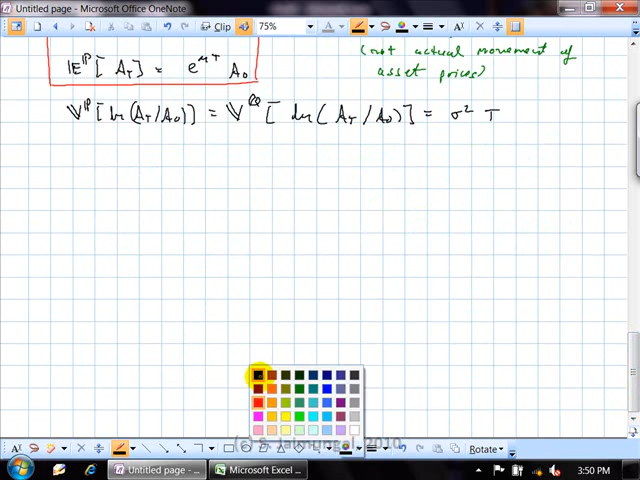 Untitled page - Microsoft Office OneNote
75%
(not actual movement of
asset prices)
𝔼^ℙ[ A_T ] = e^{μT} A_0
𝕍^ℙ[ ln(A_T/A_0) ] = 𝕍^ℚ[ ln( A_T / A_0) ] = σ² T
(c) S. Jaimungal, 2010
Rotate
Untitled page - ...
Microsoft Excel ...
3:50 PM